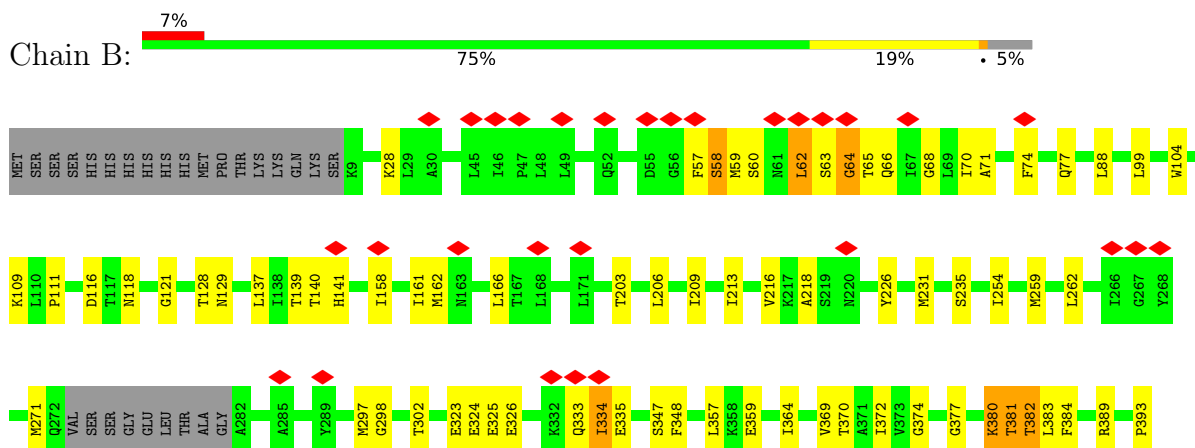 7%
Chain B:
75% 19% • 5%
MET SER SER SER HIS HIS HIS HIS HIS HIS MET PRO THR LYS LYS GLN LYS SER K9 K28 L29 A30 L45 I46 P47 L48 L49 Q52 D55 G56 F57 S58 M59 S60 N61 L62 S63 G64 T65 Q66 I67 G68 L69 I70 A71 F74 Q77 L88 L99 W104
K109 L110 P111 D116 T117 N118 G121 T128 N129 L137 I138 T139 T140 H141 I158 I161 M162 N163 L166 T167 L168 L171 T203 L206 I209 I213 V216 K217 A218 S219 N220 Y226 M231 S235 I254 M259 L262 I266 G267 Y268
M271 Q272 VAL SER SER GLY GLU LEU THR ALA GLY A282 A285 Y289 M297 G298 T302 E323 E324 E325 E326 K332 Q333 I334 E335 S347 F348 L357 K358 E359 I364 V369 T370 A371 I372 V373 G374 G377 K380 T381 T382 L383 F384 R389 P393